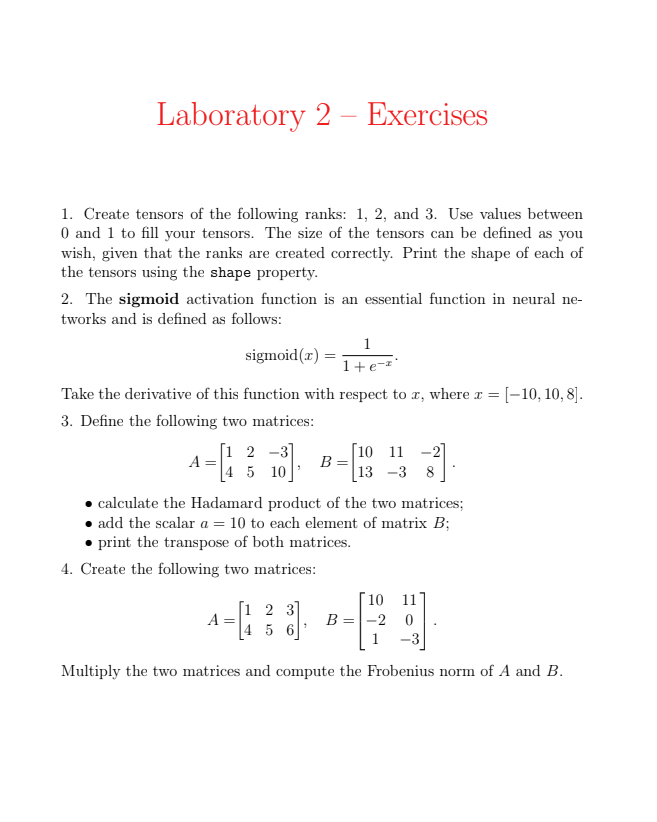 Laboratory 2 – Exercises
1. Create tensors of the following ranks: 1, 2, and 3. Use values between
0 and 1 to fill your tensors. The size of the tensors can be defined as you
wish, given that the ranks are created correctly. Print the shape of each of
the tensors using the shape property.
2. The sigmoid activation function is an essential function in neural ne-
tworks and is defined as follows:
sigmoid(x) = \frac{1}{1 + e^{-x}}.
Take the derivative of this function with respect to x, where x = [−10, 10, 8].
3. Define the following two matrices:
A = \begin{bmatrix} 1 & 2 & -3 \\ 4 & 5 & 10 \end{bmatrix}, B = \begin{bmatrix} 10 & 11 & -2 \\ 13 & -3 & 8 \end{bmatrix}.
• calculate the Hadamard product of the two matrices;
• add the scalar a = 10 to each element of matrix B;
• print the transpose of both matrices.
4. Create the following two matrices:
A = \begin{bmatrix} 1 & 2 & 3 \\ 4 & 5 & 6 \end{bmatrix}, B = \begin{bmatrix} 10 & 11 \\ -2 & 0 \\ 1 & -3 \end{bmatrix}.
Multiply the two matrices and compute the Frobenius norm of A and B.